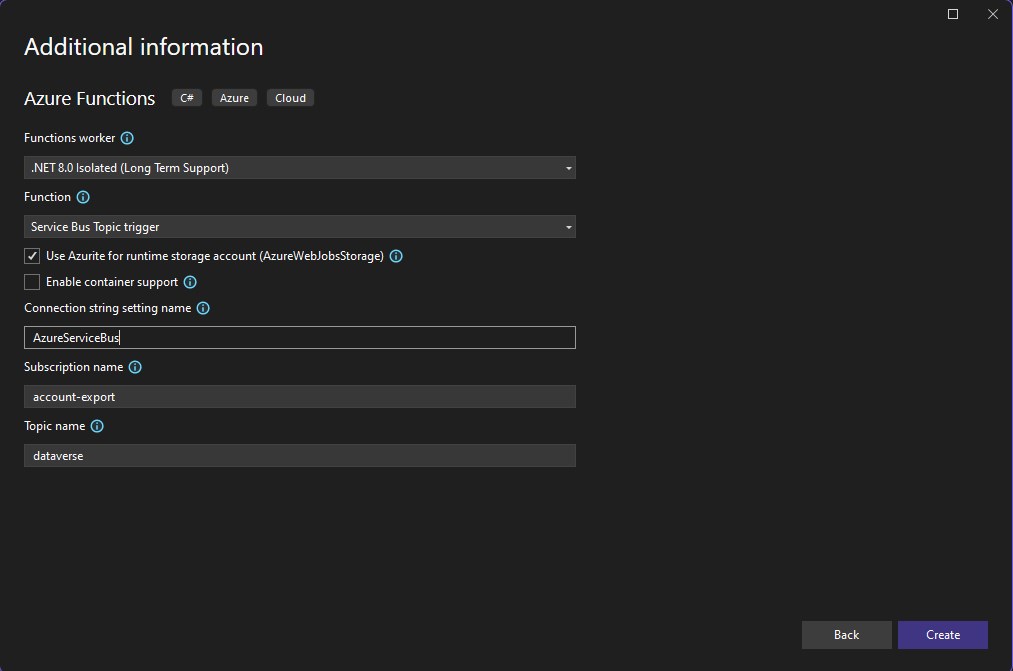 Additional information
Azure Functions C# Azure Cloud
Functions worker
.NET 8.0 Isolated (Long Term Support)
Function
Service Bus Topic trigger
Use Azurite for runtime storage account (AzureWebJobsStorage)
Enable container support
Connection string setting name
AzureServiceBus
Subscription name
account-export
Topic name
dataverse
Back Create